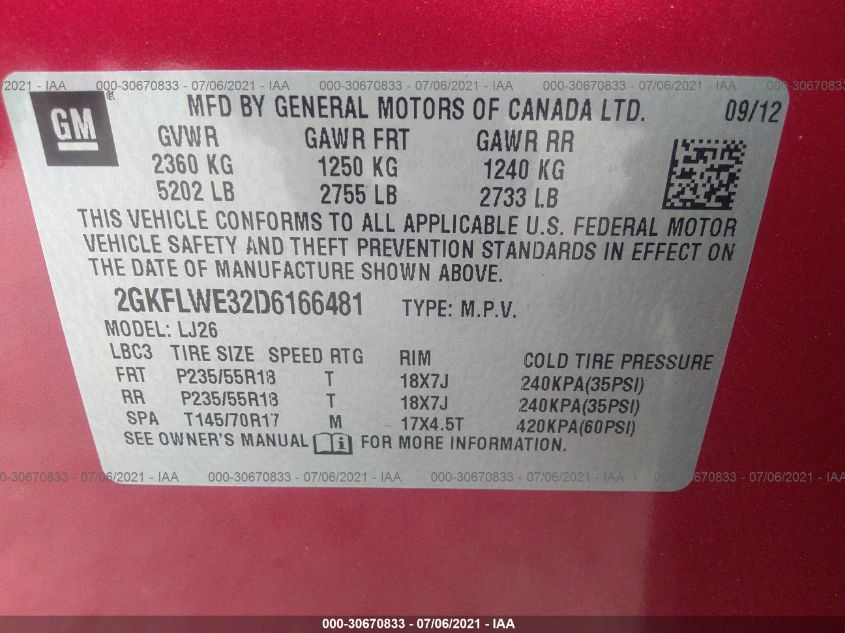 /06/2021 - IAA 000-30670833 - 07/06/2021 - IAA 000-30670833 - 07/06/2021 - IAA 000-30670833 - 07/0
GM ® MFD BY GENERAL MOTORS OF CANADA LTD. 09/12
GVWR GAWR FRT GAWR RR
2360 KG 1250 KG 1240 KG
5202 LB 2755 LB 2733 LB
THIS VEHICLE CONFORMS TO ALL APPLICABLE U.S. FEDERAL MOTOR
VEHICLE SAFETY AND THEFT PREVENTION STANDARDS IN EFFECT ON
THE DATE OF MANUFACTURE SHOWN ABOVE.
2GKFLWE32D6166481 TYPE: M.P.V.
MODEL: LJ26
LBC3 TIRE SIZE SPEED RTG RIM COLD TIRE PRESSURE
FRT P235/55R18 T 18X7J 240KPA(35PSI)
RR P235/55R18 T 18X7J 240KPA(35PSI)
SPA T145/70R17 M 17X4.5T 420KPA(60PSI)
SEE OWNER'S MANUAL i FOR MORE INFORMATION.
0-30670833 - 07/06/2021 - IAA 000-30670833 - 07/06/2021 - IAA 000-30670833 - 07/06/2021 - IAA 000-30670833 - 07/06/2021 - IAA
000-30670833 - 07/06/2021 - IAA